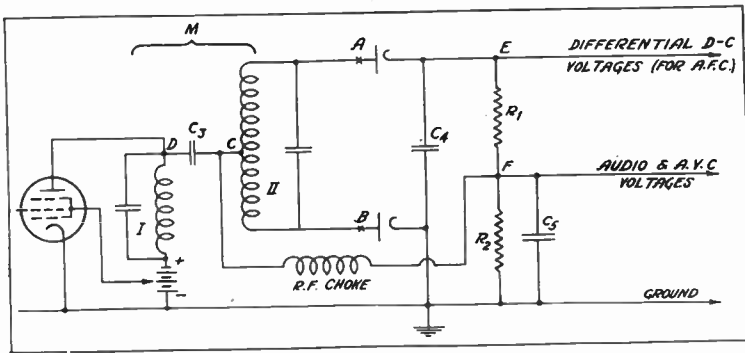 M
A
E
DIFFERENTIAL D-C
VOLTAGES (FOR A.F.C.)
D
C3
C
C4
R1
I
II
F
AUDIO & A.V.C
VOLTAGES
B
R2
C5
+
-
R.F. CHOKE
GROUND